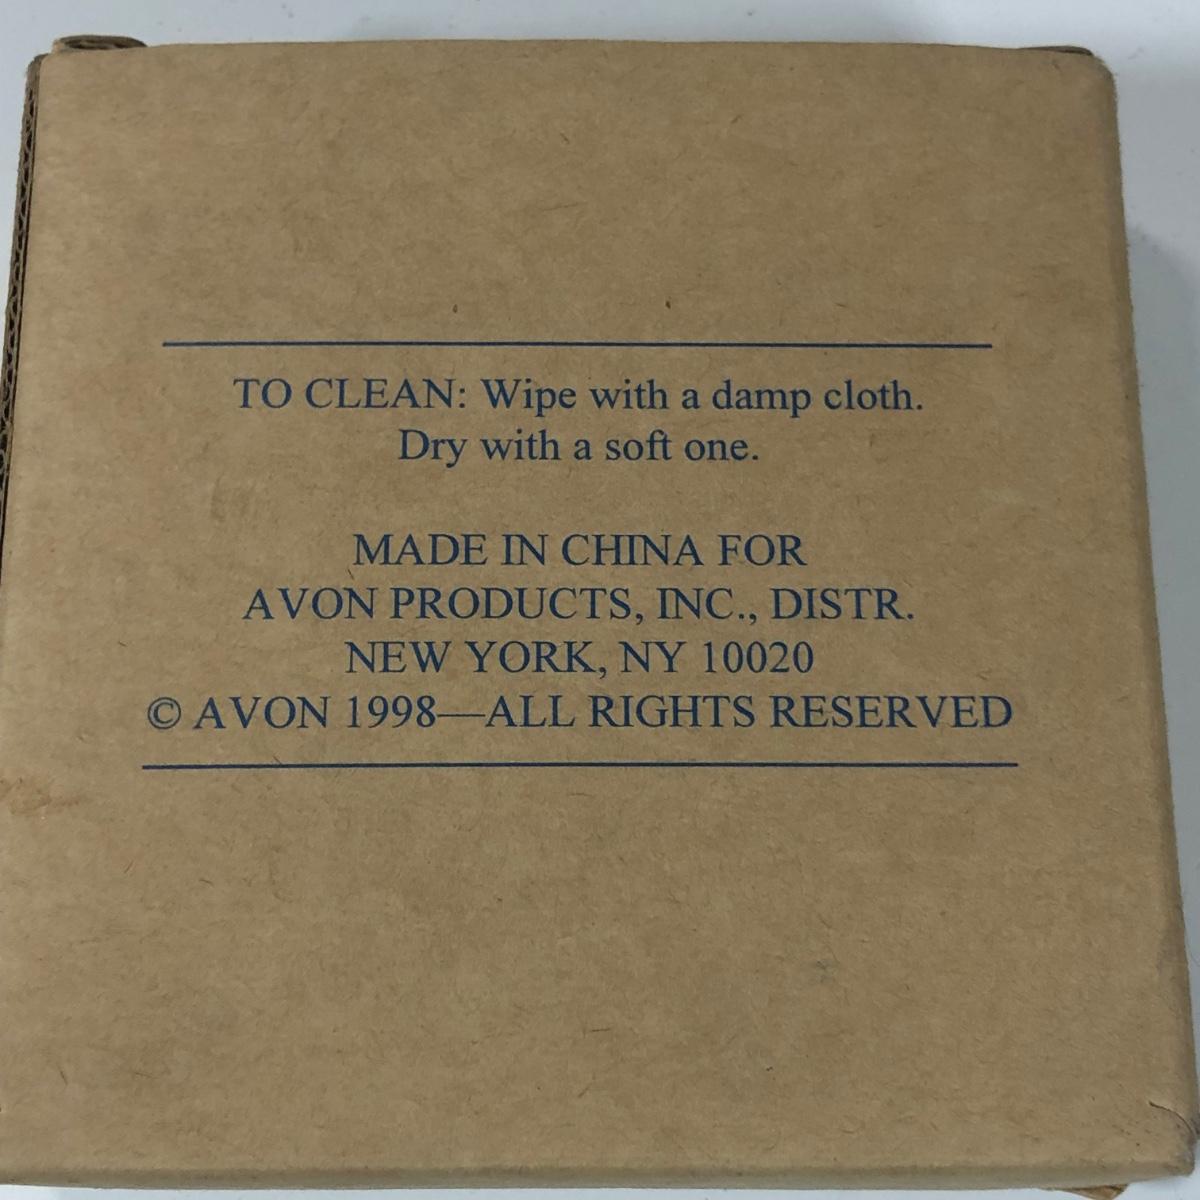 TO CLEAN: Wipe with a damp cloth.
Dry with a soft one.
MADE IN CHINA FOR
AVON PRODUCTS, INC., DISTR.
NEW YORK, NY 10020
© AVON 1998—ALL RIGHTS RESERVED